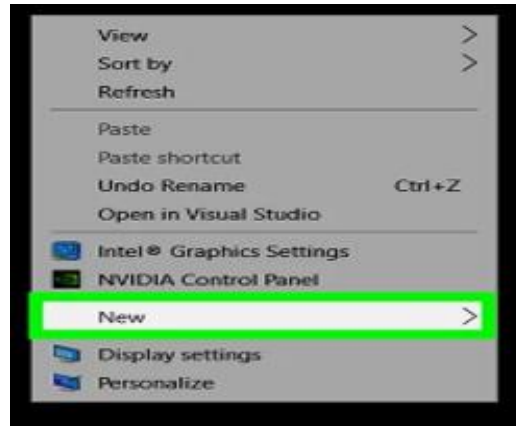 View
Sort by
Refresh
Paste
Paste shortcut
Undo Rename Ctrl+Z
Open in Visual Studio
Intel® Graphics Settings
NVIDIA Control Panel
New
Display settings
Personalize